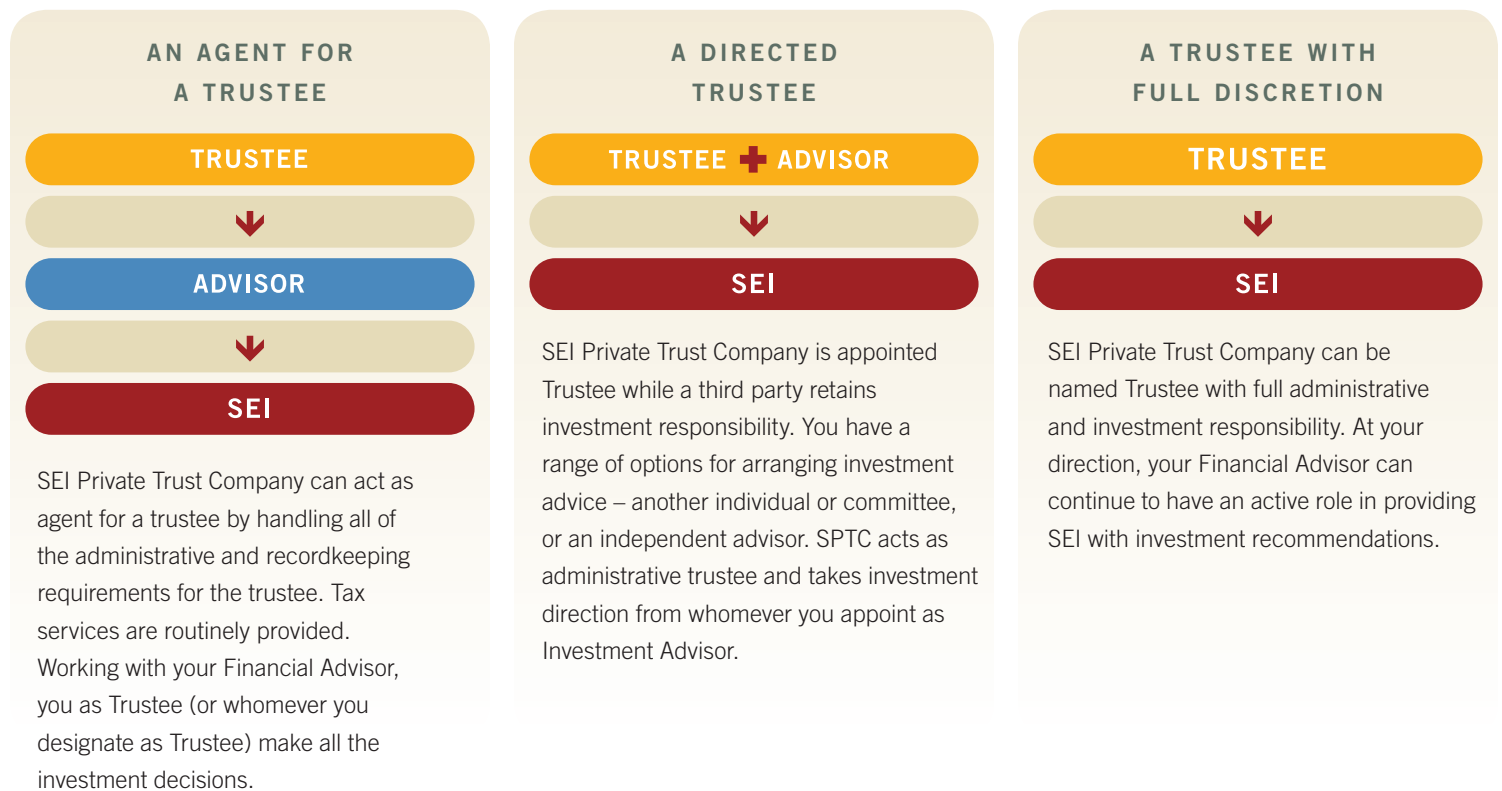 AN AGENT FOR
A TRUSTEE
TRUSTEE
ADVISOR
SEI
SEI Private Trust Company can act as
agent for a trustee by handling all of
the administrative and recordkeeping
requirements for the trustee. Tax
services are routinely provided.
Working with your Financial Advisor,
you as Trustee (or whomever you
designate as Trustee) make all the
investment decisions.
A DIRECTED
TRUSTEE
TRUSTEE + ADVISOR
SEI
SEI Private Trust Company is appointed
Trustee while a third party retains
investment responsibility. You have a
range of options for arranging investment
advice – another individual or committee,
or an independent advisor. SPTC acts as
administrative trustee and takes investment
direction from whomever you appoint as
Investment Advisor.
A TRUSTEE WITH
FULL DISCRETION
TRUSTEE
SEI
SEI Private Trust Company can be
named Trustee with full administrative
and investment responsibility. At your
direction, your Financial Advisor can
continue to have an active role in providing
SEI with investment recommendations.